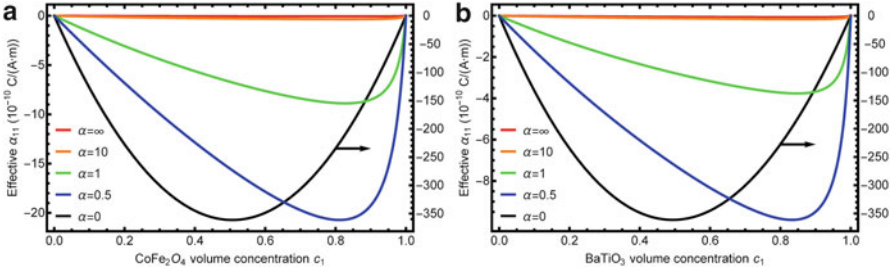 a
Effective α11 (10⁻¹⁰ C/(A·m))
0
−5
−10
−15
−20
0
−50
−100
−150
−200
−250
−300
−350
α=∞
α=10
α=1
α=0.5
α=0
0.0 0.2 0.4 0.6 0.8 1.0
CoFe2O4 volume concentration c1
b
Effective α11 (10⁻¹⁰ C/(A·m))
0
−2
−4
−6
−8
0
−50
−100
−150
−200
−250
−300
−350
α=∞
α=10
α=1
α=0.5
α=0
0.0 0.2 0.4 0.6 0.8 1.0
BaTiO3 volume concentration c1